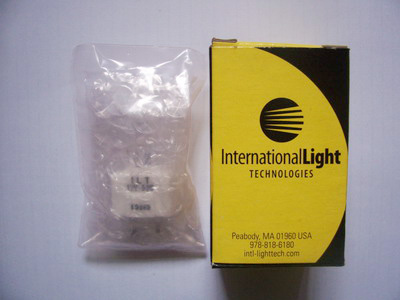 ILT
InternationalLight
TECHNOLOGIES
Peabody, MA 01960 USA
978-818-6180
intl-lighttech.com